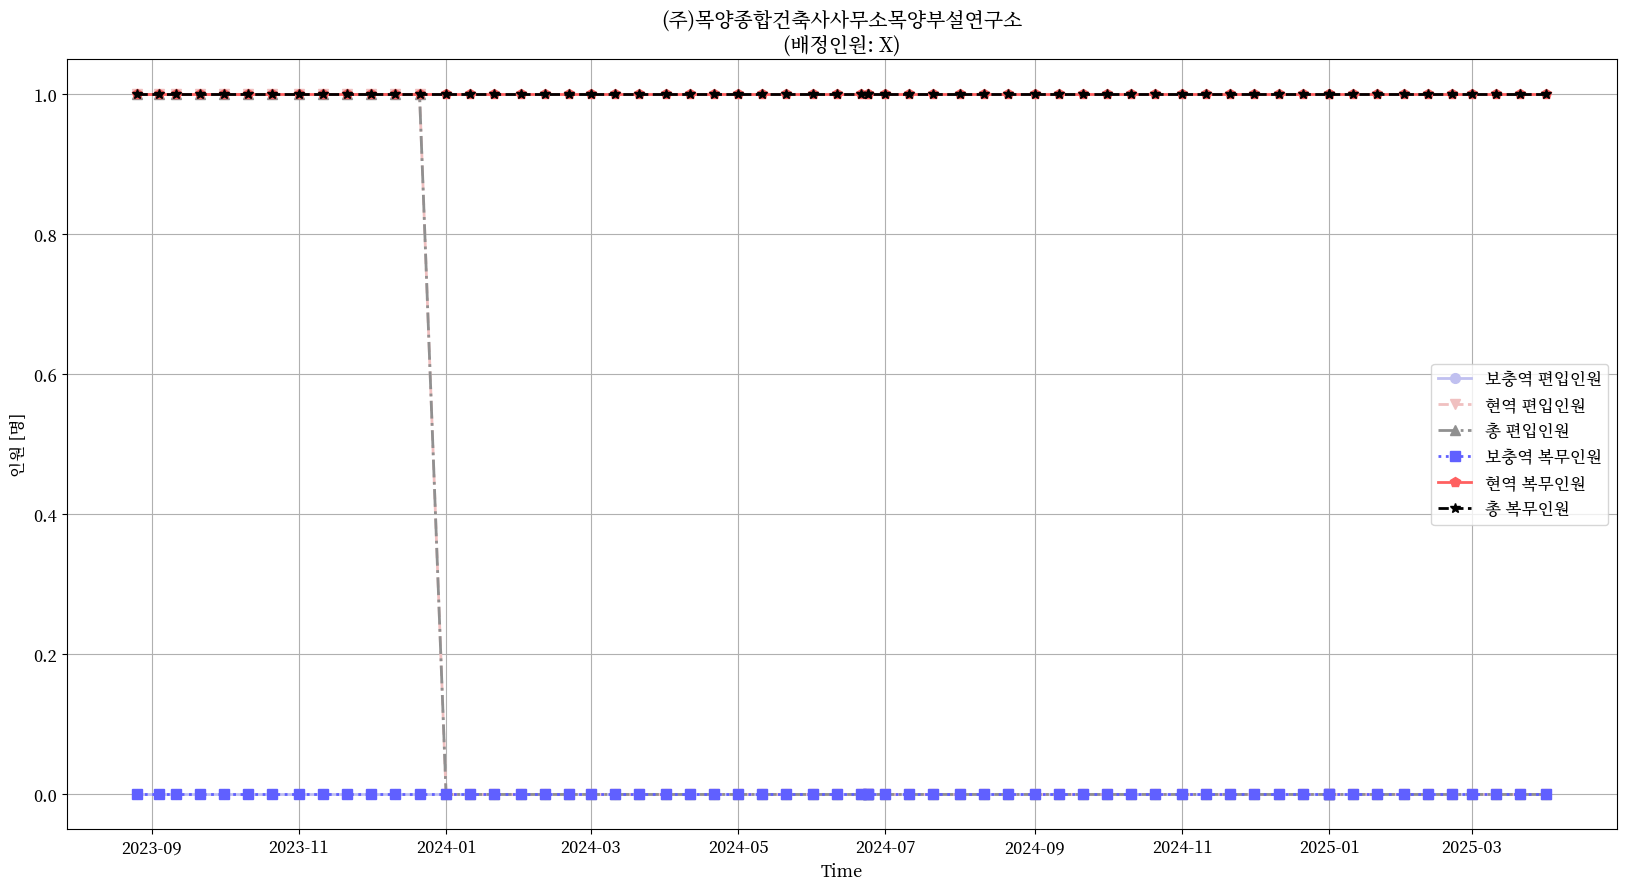 (주)목양종합건축사사무소목양부설연구소
(배정인원: X)
1.0
0.8
0.6
0.4
0.2
0.0
인원 [명]
보충역 편입인원
현역 편입인원
총 편입인원
보충역 복무인원
현역 복무인원
총 복무인원
2023-09 2023-11 2024-01 2024-03 2024-05 2024-07 2024-09 2024-11 2025-01 2025-03
Time